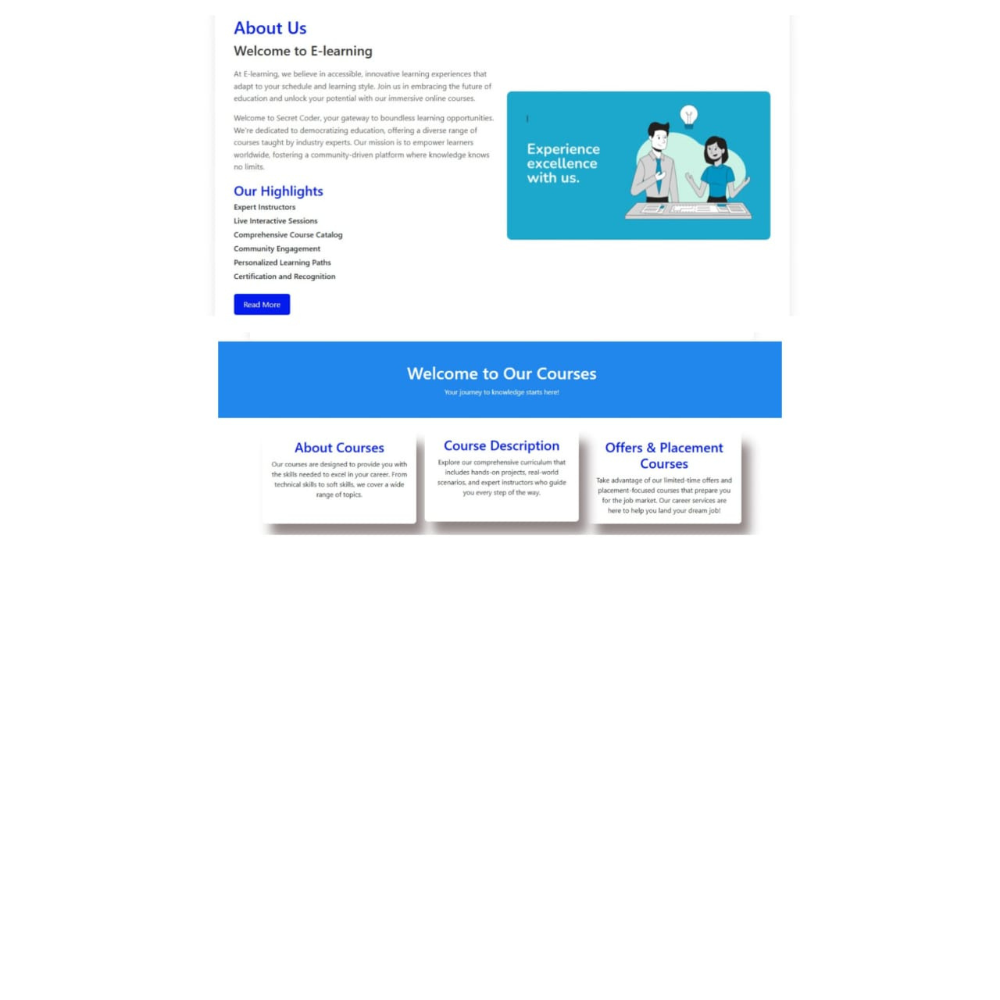 About Us
Welcome to E-learning
At E-learning, we believe in accessible, innovative learning experiences that
adapt to your schedule and learning style. Join us in embracing the future of
education and unlock your potential with our immersive online courses.
Welcome to Secret Coder, your gateway to boundless learning opportunities.
We're dedicated to democratizing education, offering a diverse range of
courses taught by industry experts. Our mission is to empower learners
worldwide, fostering a community-driven platform where knowledge knows
no limits.
Our Highlights
Expert Instructors
Live Interactive Sessions
Comprehensive Course Catalog
Community Engagement
Personalized Learning Paths
Certification and Recognition
Read More
Experience
excellence
with us.
Welcome to Our Courses
Your journey to knowledge starts here!
About Courses
Our courses are designed to provide you with
the skills needed to excel in your career. From
technical skills to soft skills, we cover a wide
range of topics.
Course Description
Explore our comprehensive curriculum that
includes hands-on projects, real-world
scenarios, and expert instructors who guide
you every step of the way.
Offers & Placement
Courses
Take advantage of our limited-time offers and
placement-focused courses that prepare you
for the job market. Our career services are
here to help you land your dream job!